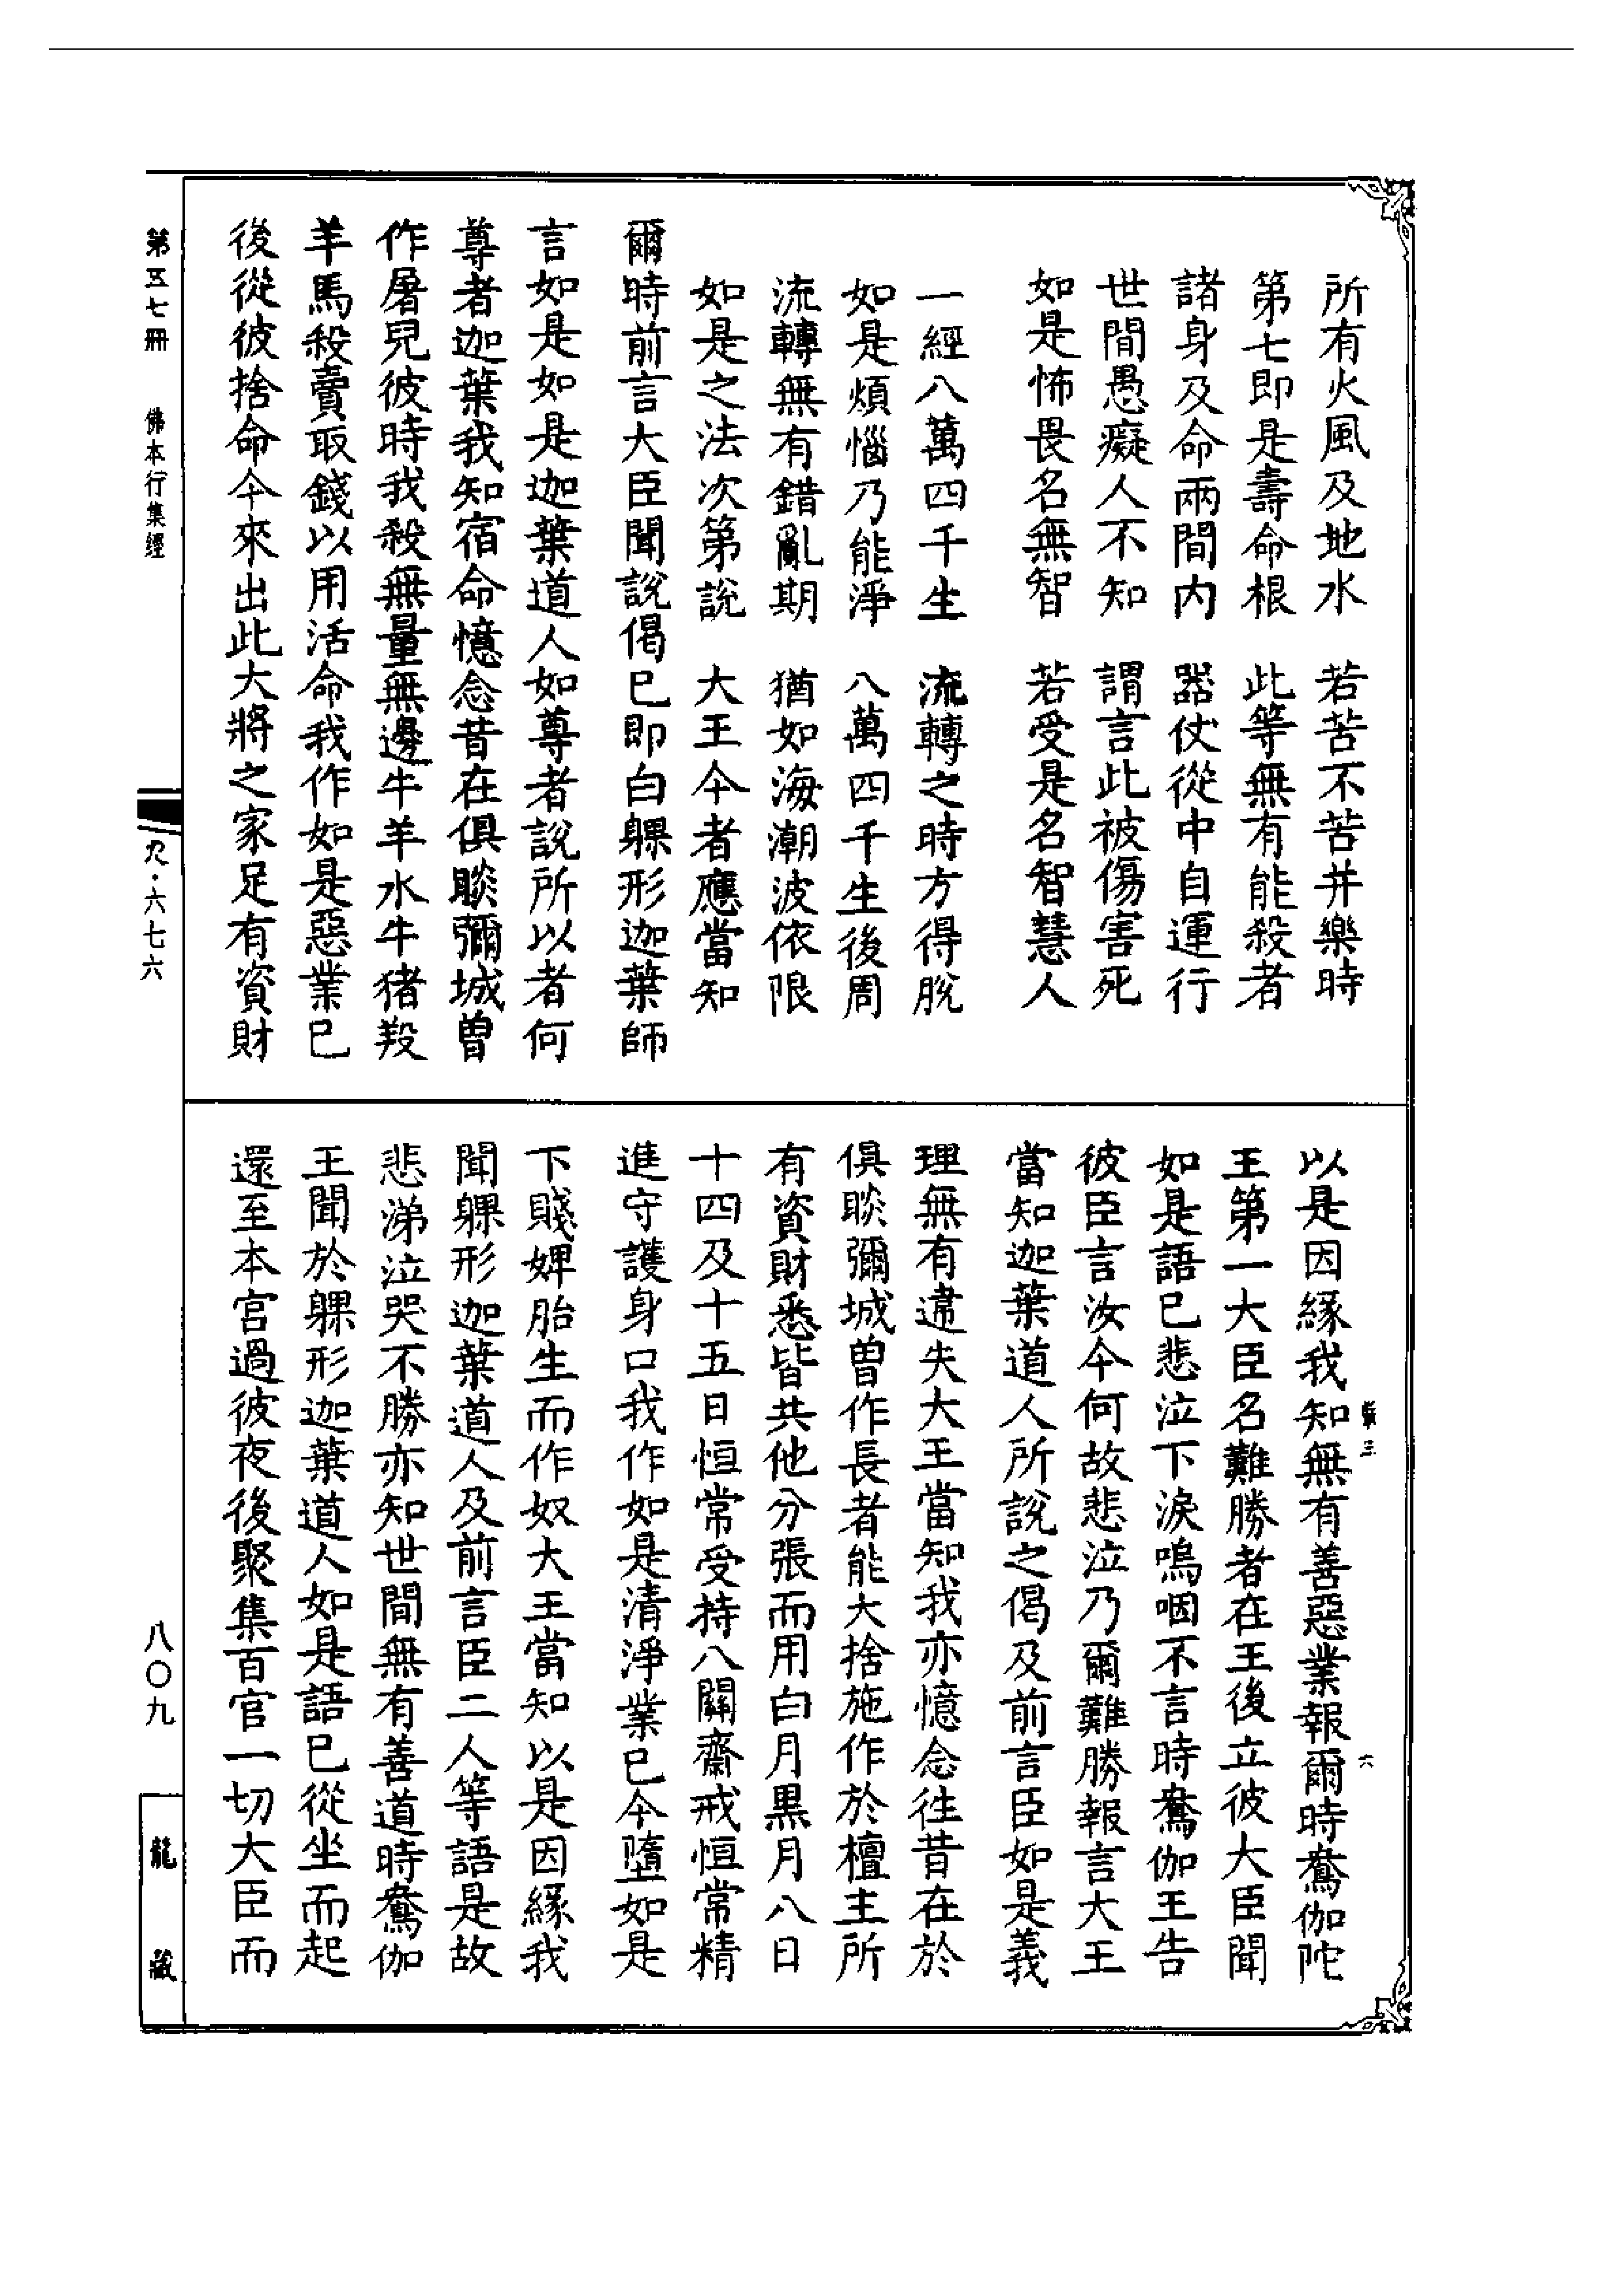 所有火風及地水　若苦不苦并樂時
第七即是壽命根　此等無有能殺者
諸身及命兩間內　器仗從中自運行
世間愚癡人不知　謂言此被傷害死
如是怖畏名無智　若受是名智慧人
一經八萬四千生　流轉之時方得脫
如是煩惱乃能淨　八萬四千生後周
流轉無有錯亂期　猶如海潮波依限
如是之法次第說　大王今者應當知
爾時前言大臣聞說偈已即白躶形迦葉師
言如是如是迦葉道人如尊者說所以者何
尊者迦葉我知宿命憶念昔在俱睒彌城曾
作屠兒彼時我殺無量無邊牛羊水牛猪羖
羊馬殺賣取錢以用活命我作如是惡業已
後從彼捨命今來出此大將之家足有資財
以是因緣我知無有善惡業報爾時鴦伽陀
王第一大臣名難勝者在王後立彼大臣聞
如是語已悲泣下淚嗚咽不言時鴦伽王告
彼臣言汝今何故悲泣乃爾難勝報言大王
當知迦葉道人所說之偈及前言臣如是義
理無有違失大王當知我亦憶念往昔在於
俱睒彌城曾作長者能大捨施作於檀主所
有資財悉皆共他分張而用白月黑月八日
十四及十五日恒常受持八關齋戒恒常精
進守護身口我作如是清淨業已今墮如是
下賤婢胎生而作奴大王當知以是因緣我
聞躶形迦葉道人及前言臣二人等語是故
悲涕泣哭不勝亦知世間無有善道時鴦伽
王聞於躶形迦葉道人如是語已從坐而起
還至本宮過彼夜後聚集百官一切大臣而
紫三
六
第五七冊　佛本行集經
九·六七六
八〇九
龍藏